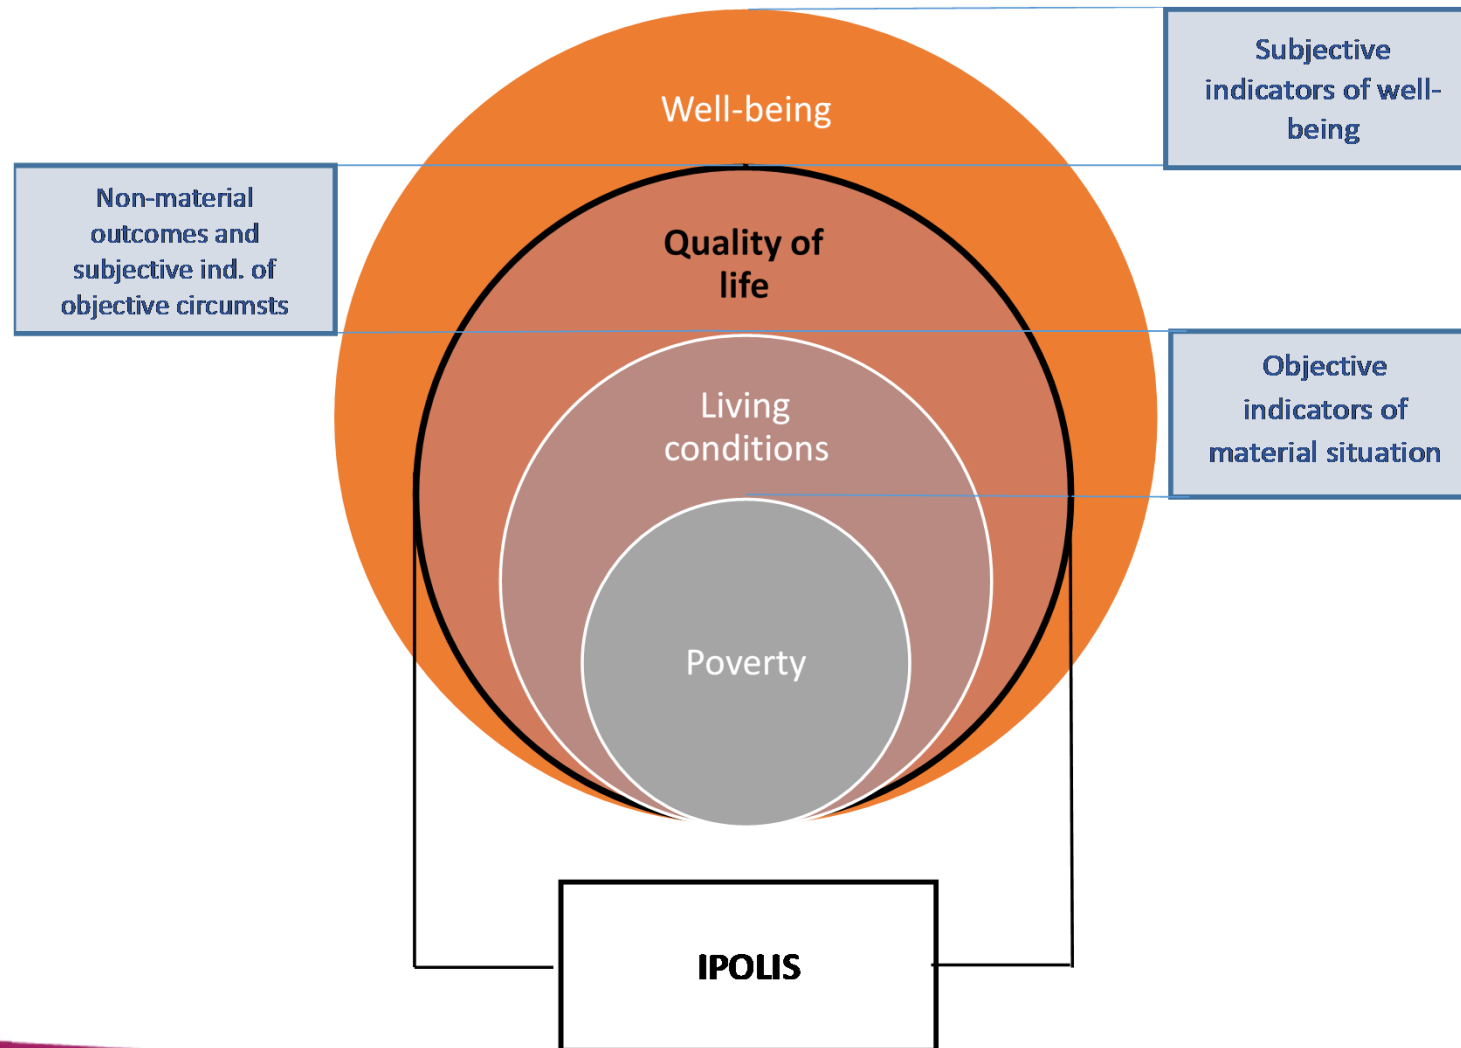 Well-being
Subjective
indicators of well-
being
Non-material
outcomes and
subjective ind. of
objective circumsts
Quality of
life
Objective
indicators of
material situation
Living
conditions
Poverty
IPOLIS